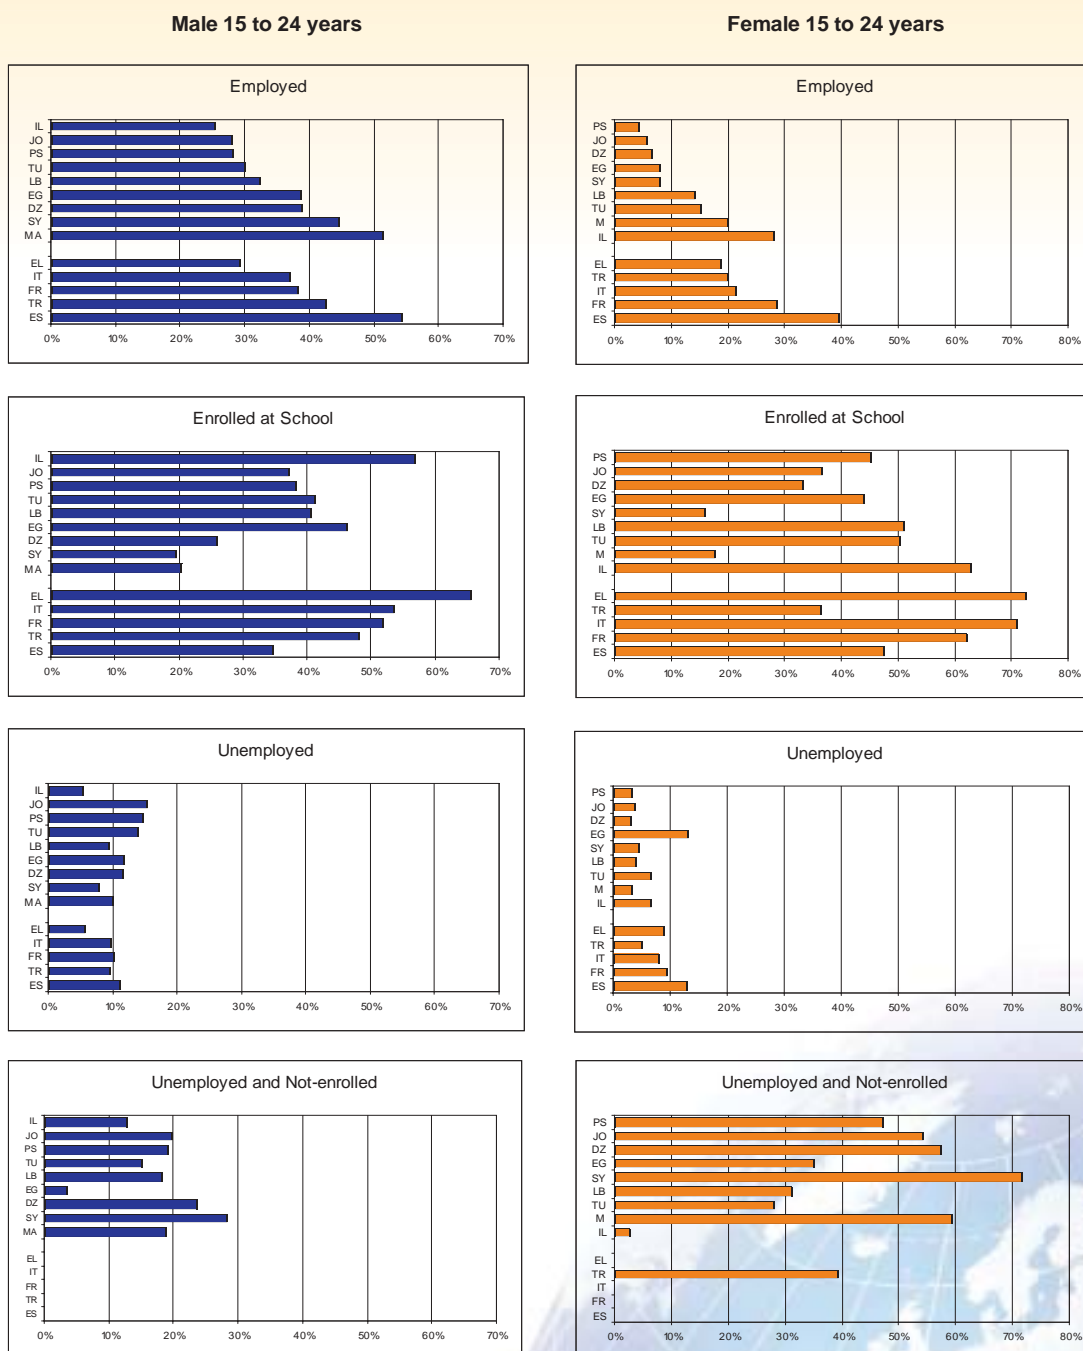 Male 15 to 24 years
Female 15 to 24 years
Employed
IL
JO
PS
TU
LB
EG
DZ
SY
MA
EL
IT
FR
TR
ES
0% 10% 20% 30% 40% 50% 60% 70%
Employed
PS
JO
DZ
EG
SY
LB
TU
M
IL
EL
TR
IT
FR
ES
0% 10% 20% 30% 40% 50% 60% 70% 80%
Enrolled at School
IL
JO
PS
TU
LB
EG
DZ
SY
MA
EL
IT
FR
TR
ES
0% 10% 20% 30% 40% 50% 60% 70%
Enrolled at School
PS
JO
DZ
EG
SY
LB
TU
M
IL
EL
TR
IT
FR
ES
0% 10% 20% 30% 40% 50% 60% 70% 80%
Unemployed
IL
JO
PS
TU
LB
EG
DZ
SY
MA
EL
IT
FR
TR
ES
0% 10% 20% 30% 40% 50% 60% 70%
Unemployed
PS
JO
DZ
EG
SY
LB
TU
M
IL
EL
TR
IT
FR
ES
0% 10% 20% 30% 40% 50% 60% 70% 80%
Unemployed and Not-enrolled
IL
JO
PS
TU
LB
EG
DZ
SY
MA
EL
IT
FR
TR
ES
0% 10% 20% 30% 40% 50% 60% 70%
Unemployed and Not-enrolled
PS
JO
DZ
EG
SY
LB
TU
M
IL
EL
TR
IT
FR
ES
0% 10% 20% 30% 40% 50% 60% 70% 80%